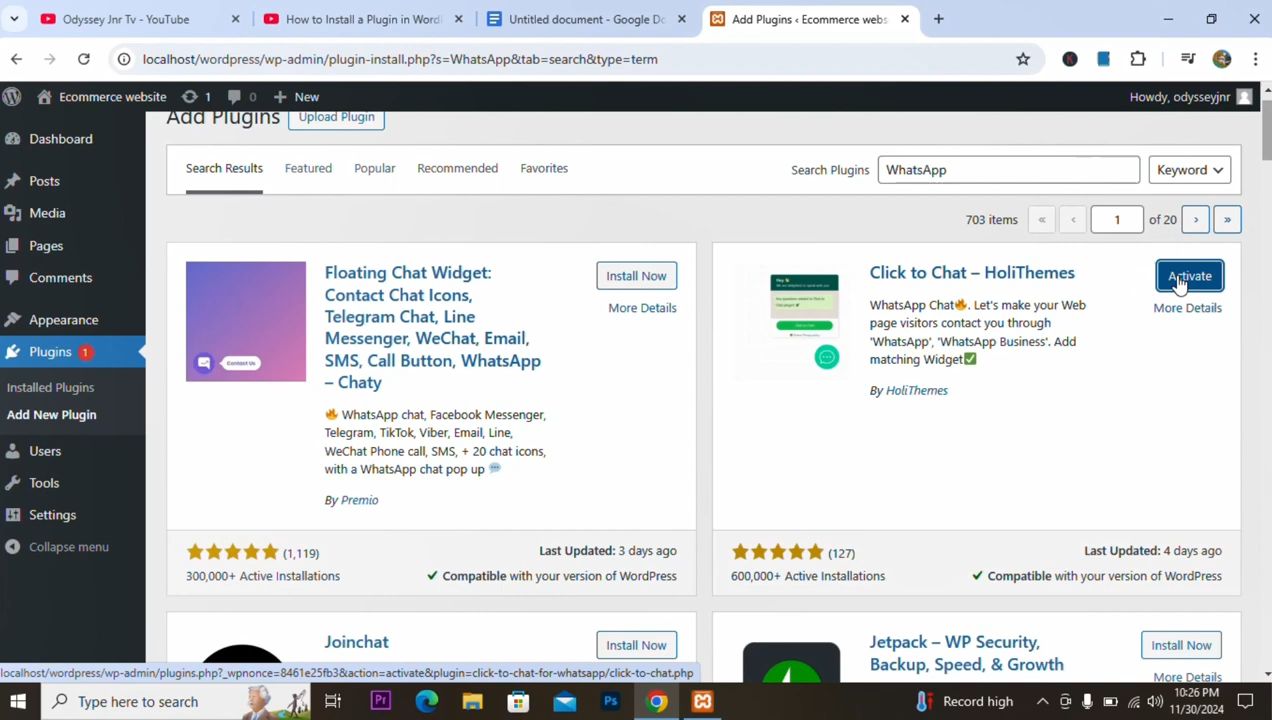 Odyssey Jnr Tv - YouTube
How to Install a Plugin in Word
Untitled document - Google Do
Add Plugins ‹ Ecommerce webs
localhost/wordpress/wp-admin/plugin-install.php?s=WhatsApp&tab=search&type=term
Ecommerce website
1
0
New
Howdy, odysseyjnr
Dashboard
Posts
Media
Pages
Comments
Appearance
Plugins 1
Installed Plugins
Add New Plugin
Users
Tools
Settings
Collapse menu
Add Plugins
Upload Plugin
Search Results
Featured
Popular
Recommended
Favorites
Search Plugins
WhatsApp
Keyword
703 items
«
‹
1
of 20
›
»
Floating Chat Widget:
Contact Chat Icons,
Telegram Chat, Line
Messenger, WeChat, Email,
SMS, Call Button, WhatsApp
– Chaty
Install Now
More Details
Contact Us
🔥 WhatsApp chat, Facebook Messenger,
Telegram, TikTok, Viber, Email, Line,
WeChat Phone call, SMS, + 20 chat icons,
with a WhatsApp chat pop up 💬
By Premio
(1,119)
300,000+ Active Installations
Last Updated: 3 days ago
Compatible with your version of WordPress
Click to Chat – HoliThemes
Activate
More Details
WhatsApp Chat🔥. Let's make your Web
page visitors contact you through
'WhatsApp', 'WhatsApp Business'. Add
matching Widget✅
By HoliThemes
(127)
600,000+ Active Installations
Last Updated: 4 days ago
Compatible with your version of WordPress
Joinchat
Install Now
Jetpack – WP Security,
Backup, Speed, & Growth
Install Now
More Details
localhost/wordpress/wp-admin/plugins.php?_wpnonce=8461e25fb3&action=activate&plugin=click-to-chat-for-whatsapp/click-to-chat.php
Type here to search
Pr
Ps
Record high
10:26 PM
11/30/2024